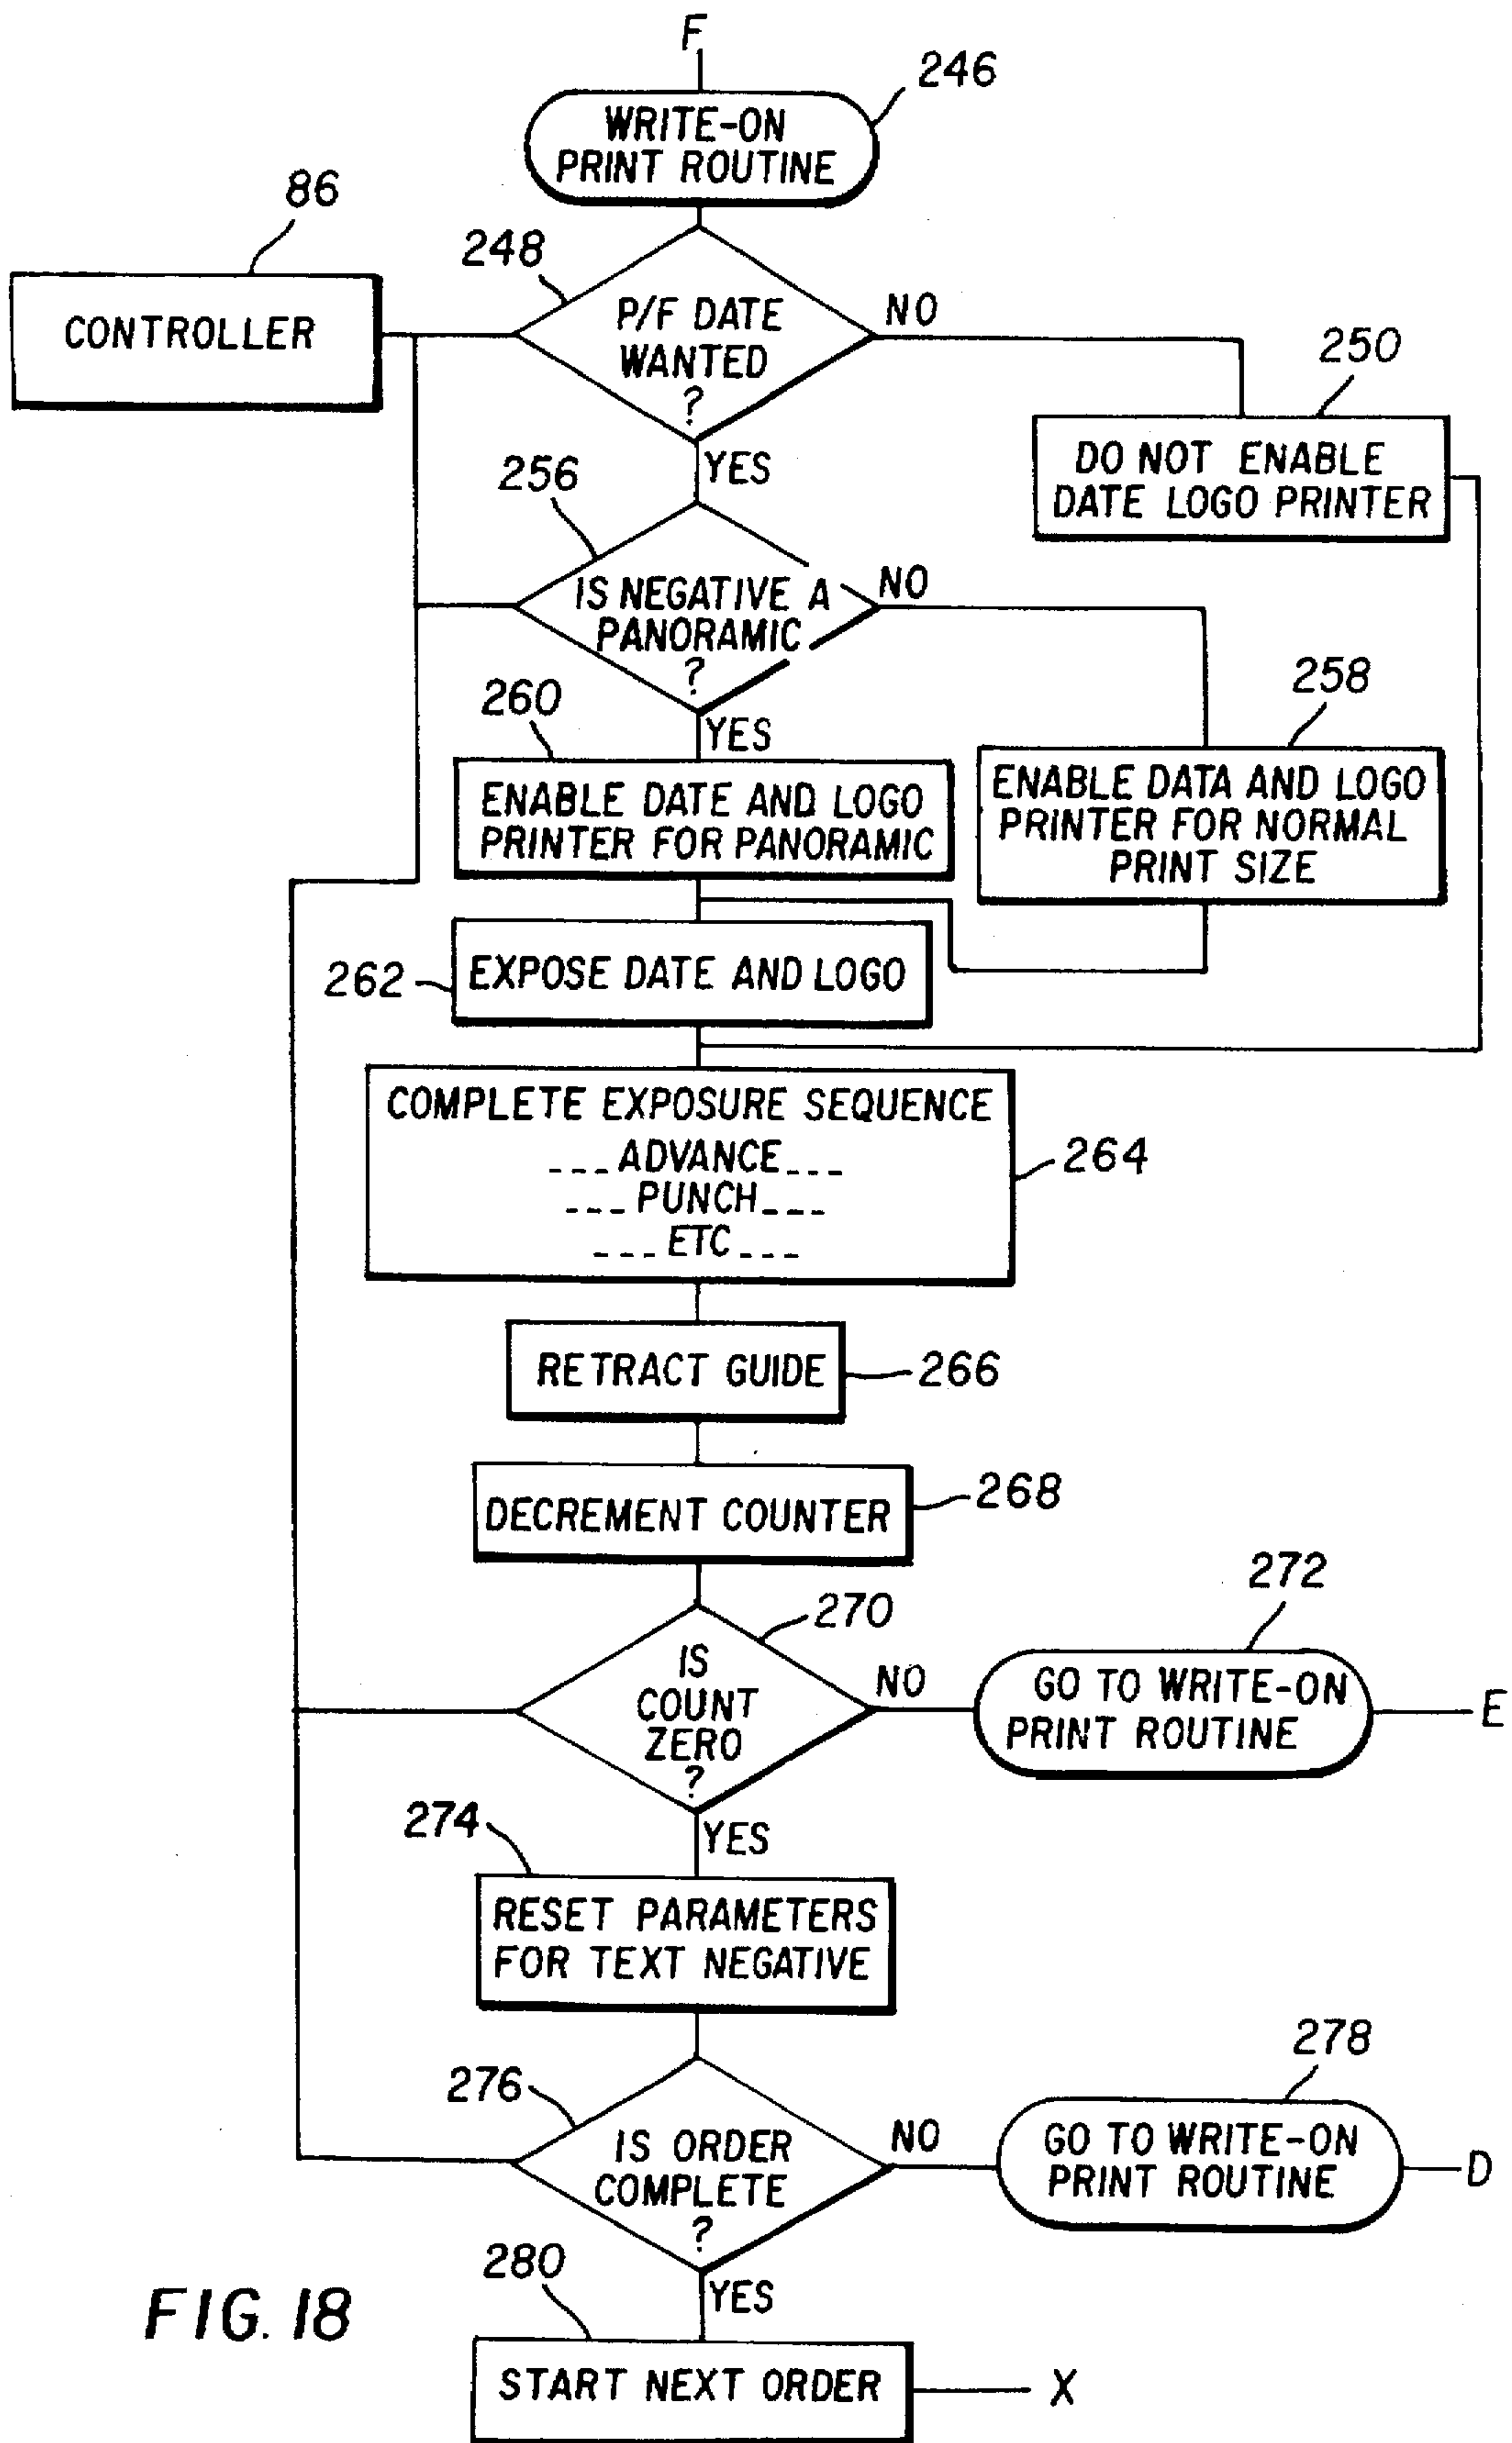 F
246
WRITE-ON
PRINT ROUTINE
86
248
CONTROLLER
P/F DATE
WANTED
?
NO
250
YES
DO NOT ENABLE
DATE LOGO PRINTER
256
IS NEGATIVE A
PANORAMIC
?
NO
258
260
YES
ENABLE DATE AND LOGO
PRINTER FOR PANORAMIC
ENABLE DATA AND LOGO
PRINTER FOR NORMAL
PRINT SIZE
262
EXPOSE DATE AND LOGO
COMPLETE EXPOSURE SEQUENCE
---ADVANCE---
---PUNCH---
---ETC---
264
RETRACT GUIDE
266
DECREMENT COUNTER
268
270
272
IS
COUNT
ZERO
?
NO
GO TO WRITE-ON
PRINT ROUTINE
E
274
YES
RESET PARAMETERS
FOR TEXT NEGATIVE
276
278
IS ORDER
COMPLETE
?
NO
GO TO WRITE-ON
PRINT ROUTINE
D
280
YES
START NEXT ORDER
X
FIG. 18